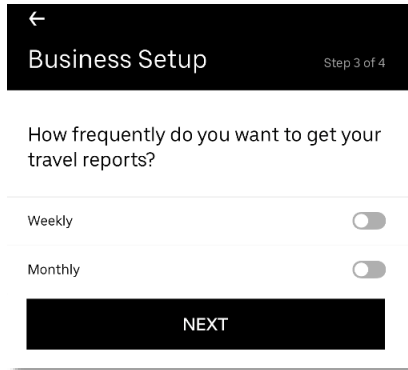 Business Setup
Step 3 of 4
How frequently do you want to get your
travel reports?
Weekly
Monthly
NEXT